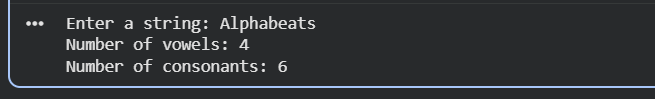 Enter a string: Alphabeats
Number of vowels: 4
Number of consonants: 6